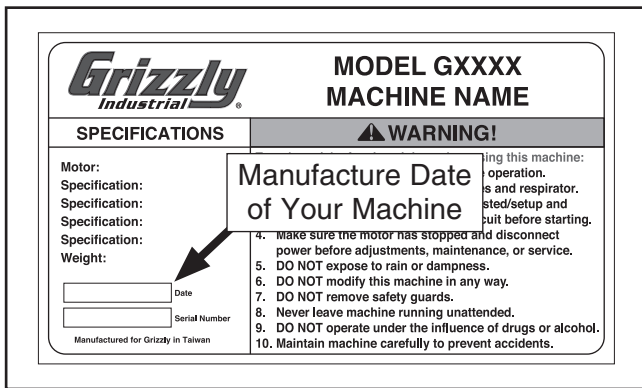 Grizzly
Industrial®
MODEL GXXXX
MACHINE NAME
SPECIFICATIONS
WARNING!
Motor:
Specification:
Specification:
Specification:
Specification:
Weight:
Date
Serial Number
Manufactured for Grizzly in Taiwan
Manufacture Date
of Your Machine
this machine:
operation.
and respirator.
and
before starting.
4. Make sure the motor has stopped and disconnect
power before adjustments, maintenance, or service.
5. DO NOT expose to rain or dampness.
6. DO NOT modify this machine in any way.
7. DO NOT remove safety guards.
8. Never leave machine running unattended.
9. DO NOT operate under the influence of drugs or alcohol.
10. Maintain machine carefully to prevent accidents.